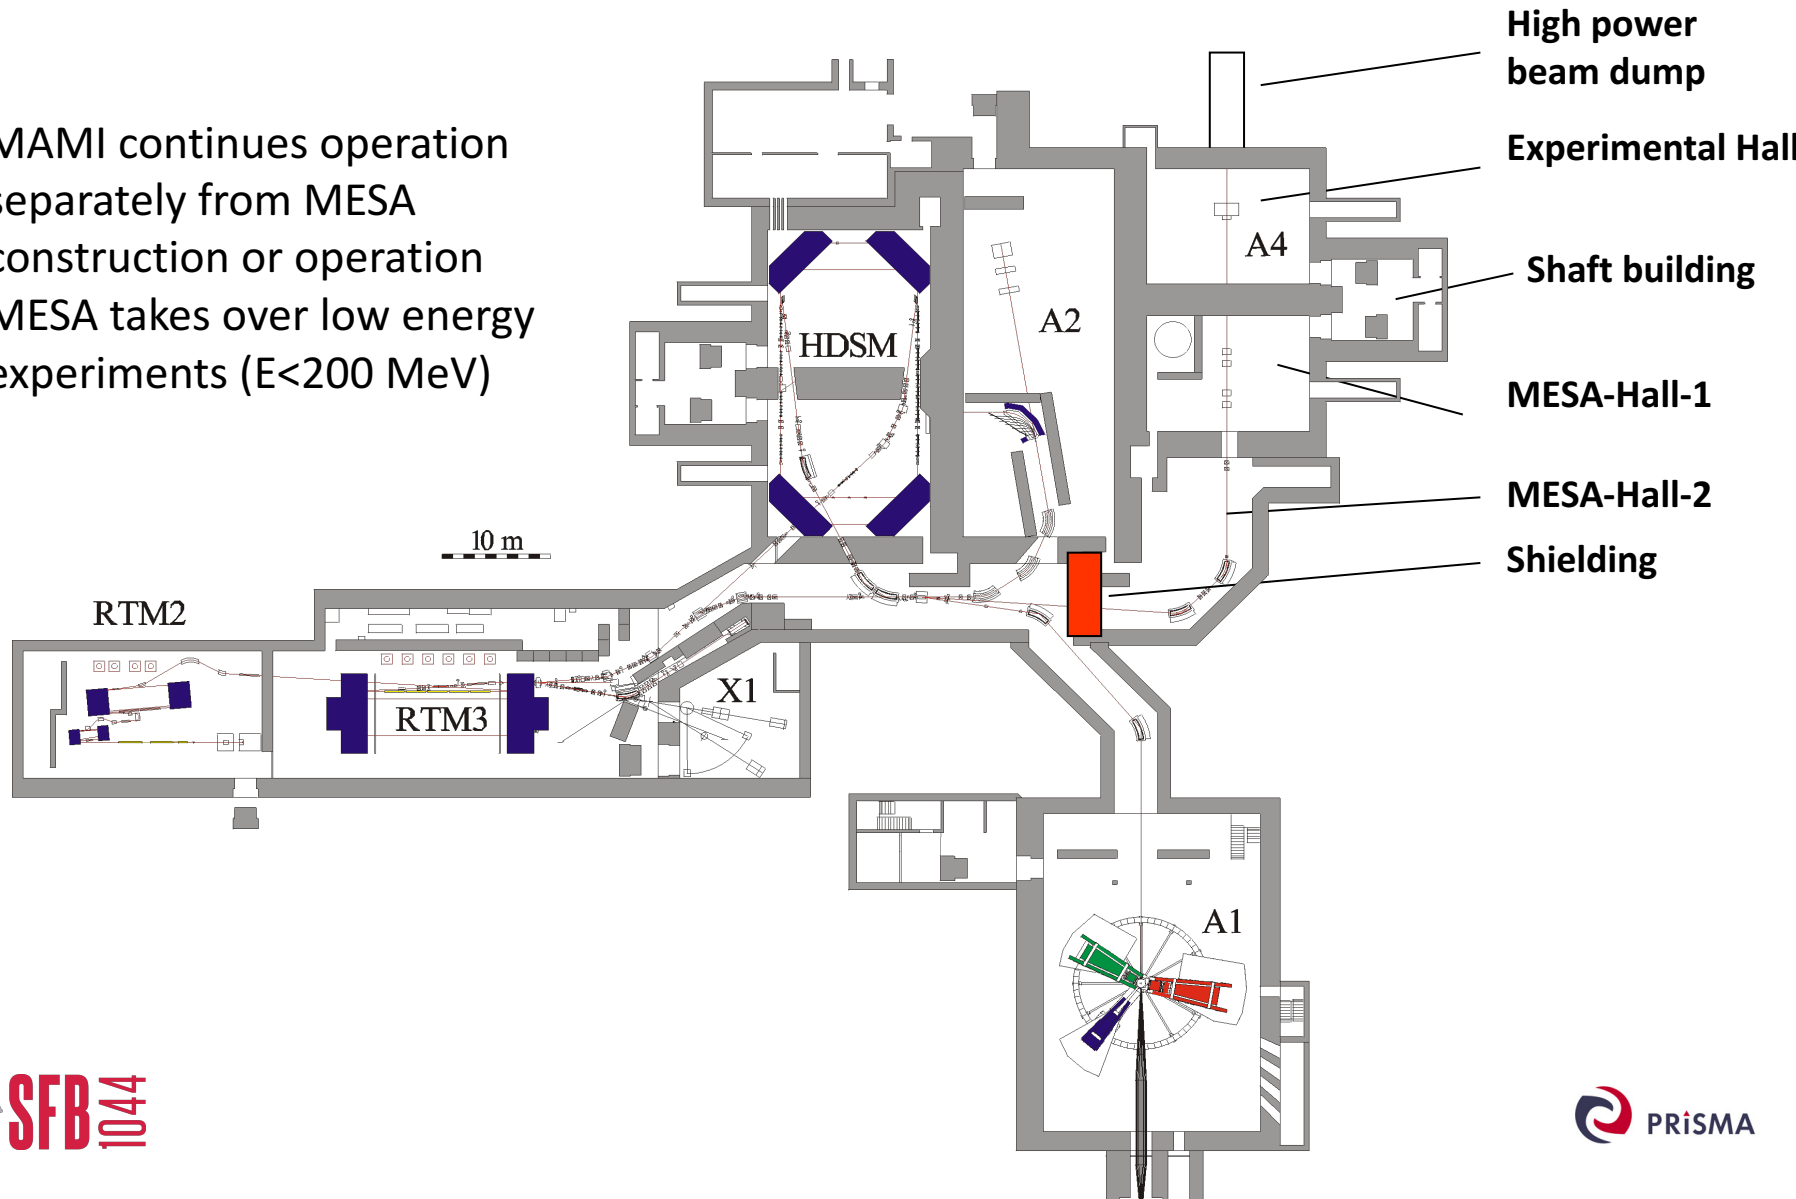 High power
beam dump
MAMI continues operation
separately from MESA
construction or operation
MESA takes over low energy
experiments (E<200 MeV)
Experimental Hall
A4
Shaft building
A2
HDSM
MESA-Hall-1
MESA-Hall-2
10 m
Shielding
RTM2
X1
RTM3
A1
SFB
1044
PRiSMA